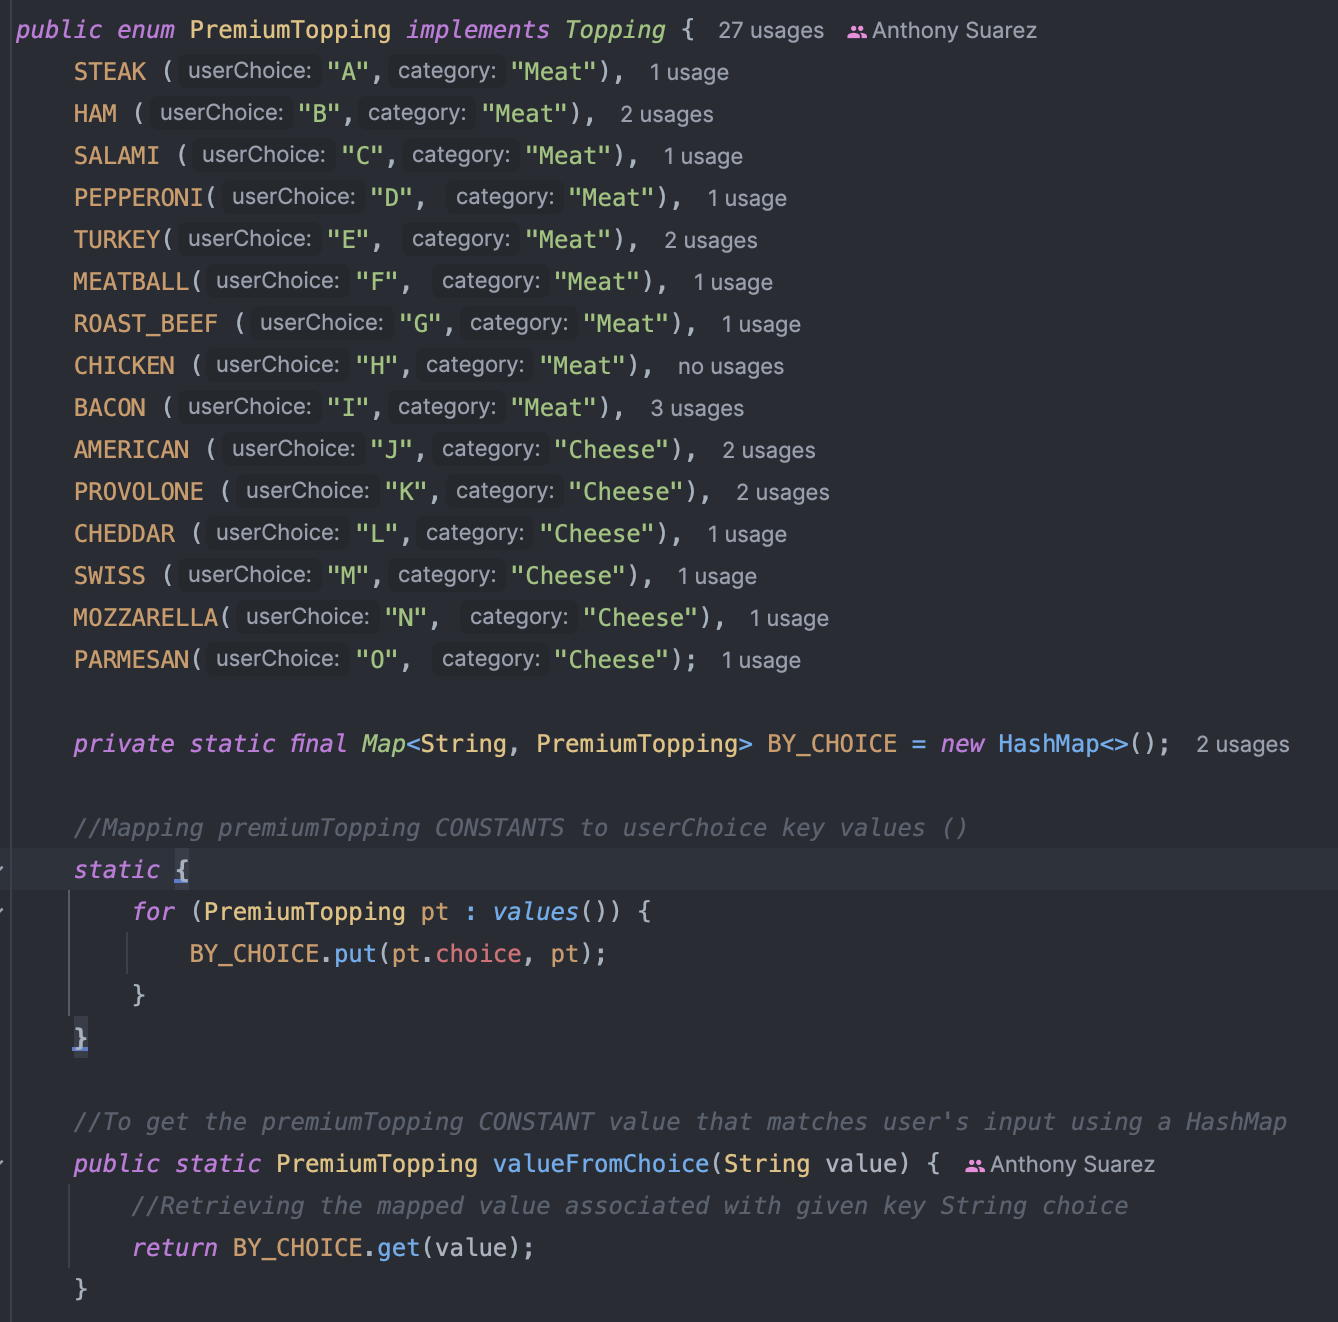 public enum PremiumTopping implements Topping { 27 usages Anthony Suarez
STEAK ( userChoice: "A", category: "Meat"), 1 usage
HAM ( userChoice: "B", category: "Meat"), 2 usages
SALAMI ( userChoice: "C", category: "Meat"), 1 usage
PEPPERONI( userChoice: "D", category: "Meat"), 1 usage
TURKEY( userChoice: "E", category: "Meat"), 2 usages
MEATBALL( userChoice: "F", category: "Meat"), 1 usage
ROAST_BEEF ( userChoice: "G", category: "Meat"), 1 usage
CHICKEN ( userChoice: "H", category: "Meat"), no usages
BACON ( userChoice: "I", category: "Meat"), 3 usages
AMERICAN ( userChoice: "J", category: "Cheese"), 2 usages
PROVOLONE ( userChoice: "K", category: "Cheese"), 2 usages
CHEDDAR ( userChoice: "L", category: "Cheese"), 1 usage
SWISS ( userChoice: "M", category: "Cheese"), 1 usage
MOZZARELLA( userChoice: "N", category: "Cheese"), 1 usage
PARMESAN( userChoice: "O", category: "Cheese"); 1 usage
private static final Map<String, PremiumTopping> BY_CHOICE = new HashMap<>(); 2 usages
//Mapping premiumTopping CONSTANTS to userChoice key values ()
static {
for (PremiumTopping pt : values()) {
BY_CHOICE.put(pt.choice, pt);
}
}
//To get the premiumTopping CONSTANT value that matches user's input using a HashMap
public static PremiumTopping valueFromChoice(String value) { Anthony Suarez
//Retrieving the mapped value associated with given key String choice
return BY_CHOICE.get(value);
}